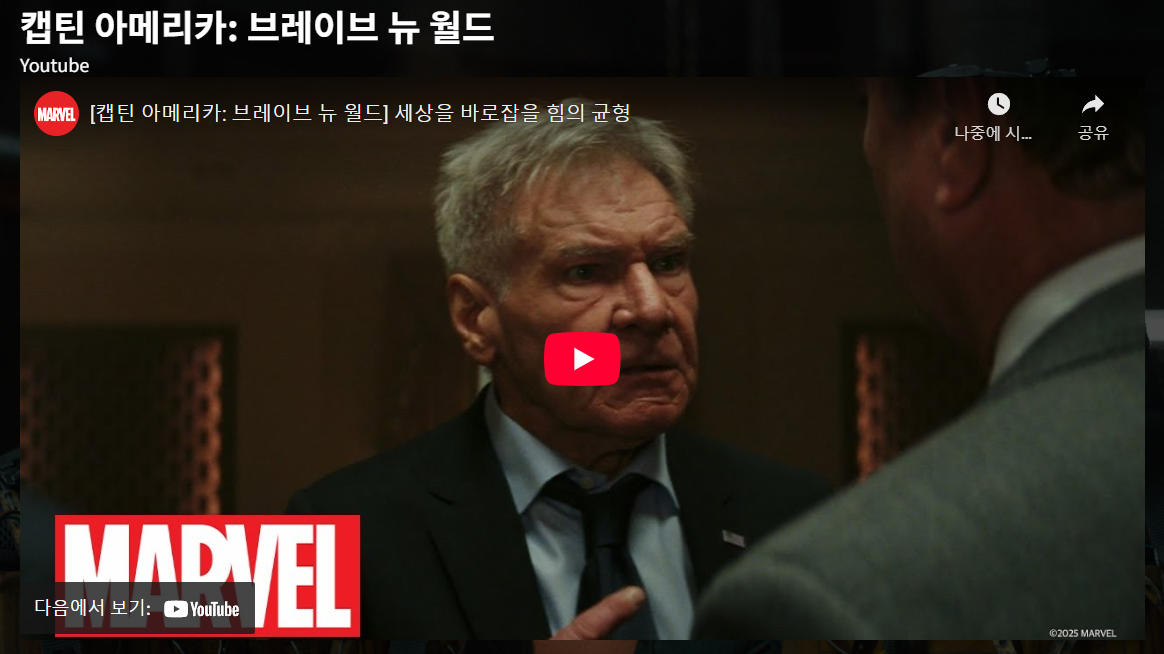 캡틴 아메리카: 브레이브 뉴 월드
Youtube
MARVEL
[캡틴 아메리카: 브레이브 뉴 월드] 세상을 바로잡을 힘의 균형
나중에 시...
공유
MARVEL
다음에서 보기: YouTube
©2025 MARVEL